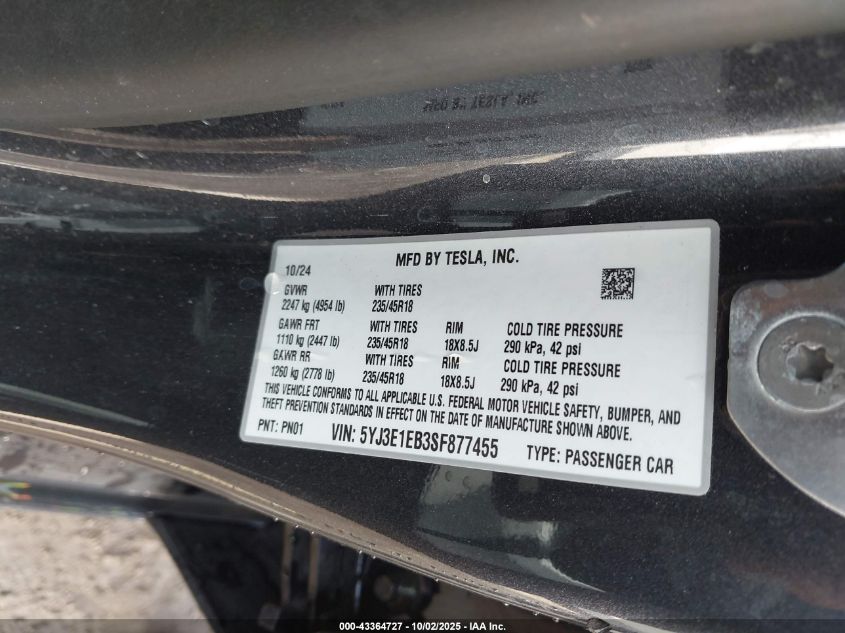 MFD BY TESLA, INC.
10/24
GVWR WITH TIRES
2247 kg (4954 lb) 235/45R18
GAWR FRT WITH TIRES RIM COLD TIRE PRESSURE
1110 kg (2447 lb) 235/45R18 18X8.5J 290 kPa, 42 psi
GAWR RR WITH TIRES RIM COLD TIRE PRESSURE
1260 kg (2778 lb) 235/45R18 18X8.5J 290 kPa, 42 psi
THIS VEHICLE CONFORMS TO ALL APPLICABLE U.S. FEDERAL MOTOR VEHICLE SAFETY, BUMPER, AND
THEFT PREVENTION STANDARDS IN EFFECT ON THE DATE OF MANUFACTURE SHOWN ABOVE.
PNT: PN01 VIN: 5YJ3E1EB3SF877455 TYPE: PASSENGER CAR
000-43364727 - 10/02/2025 - IAA Inc.